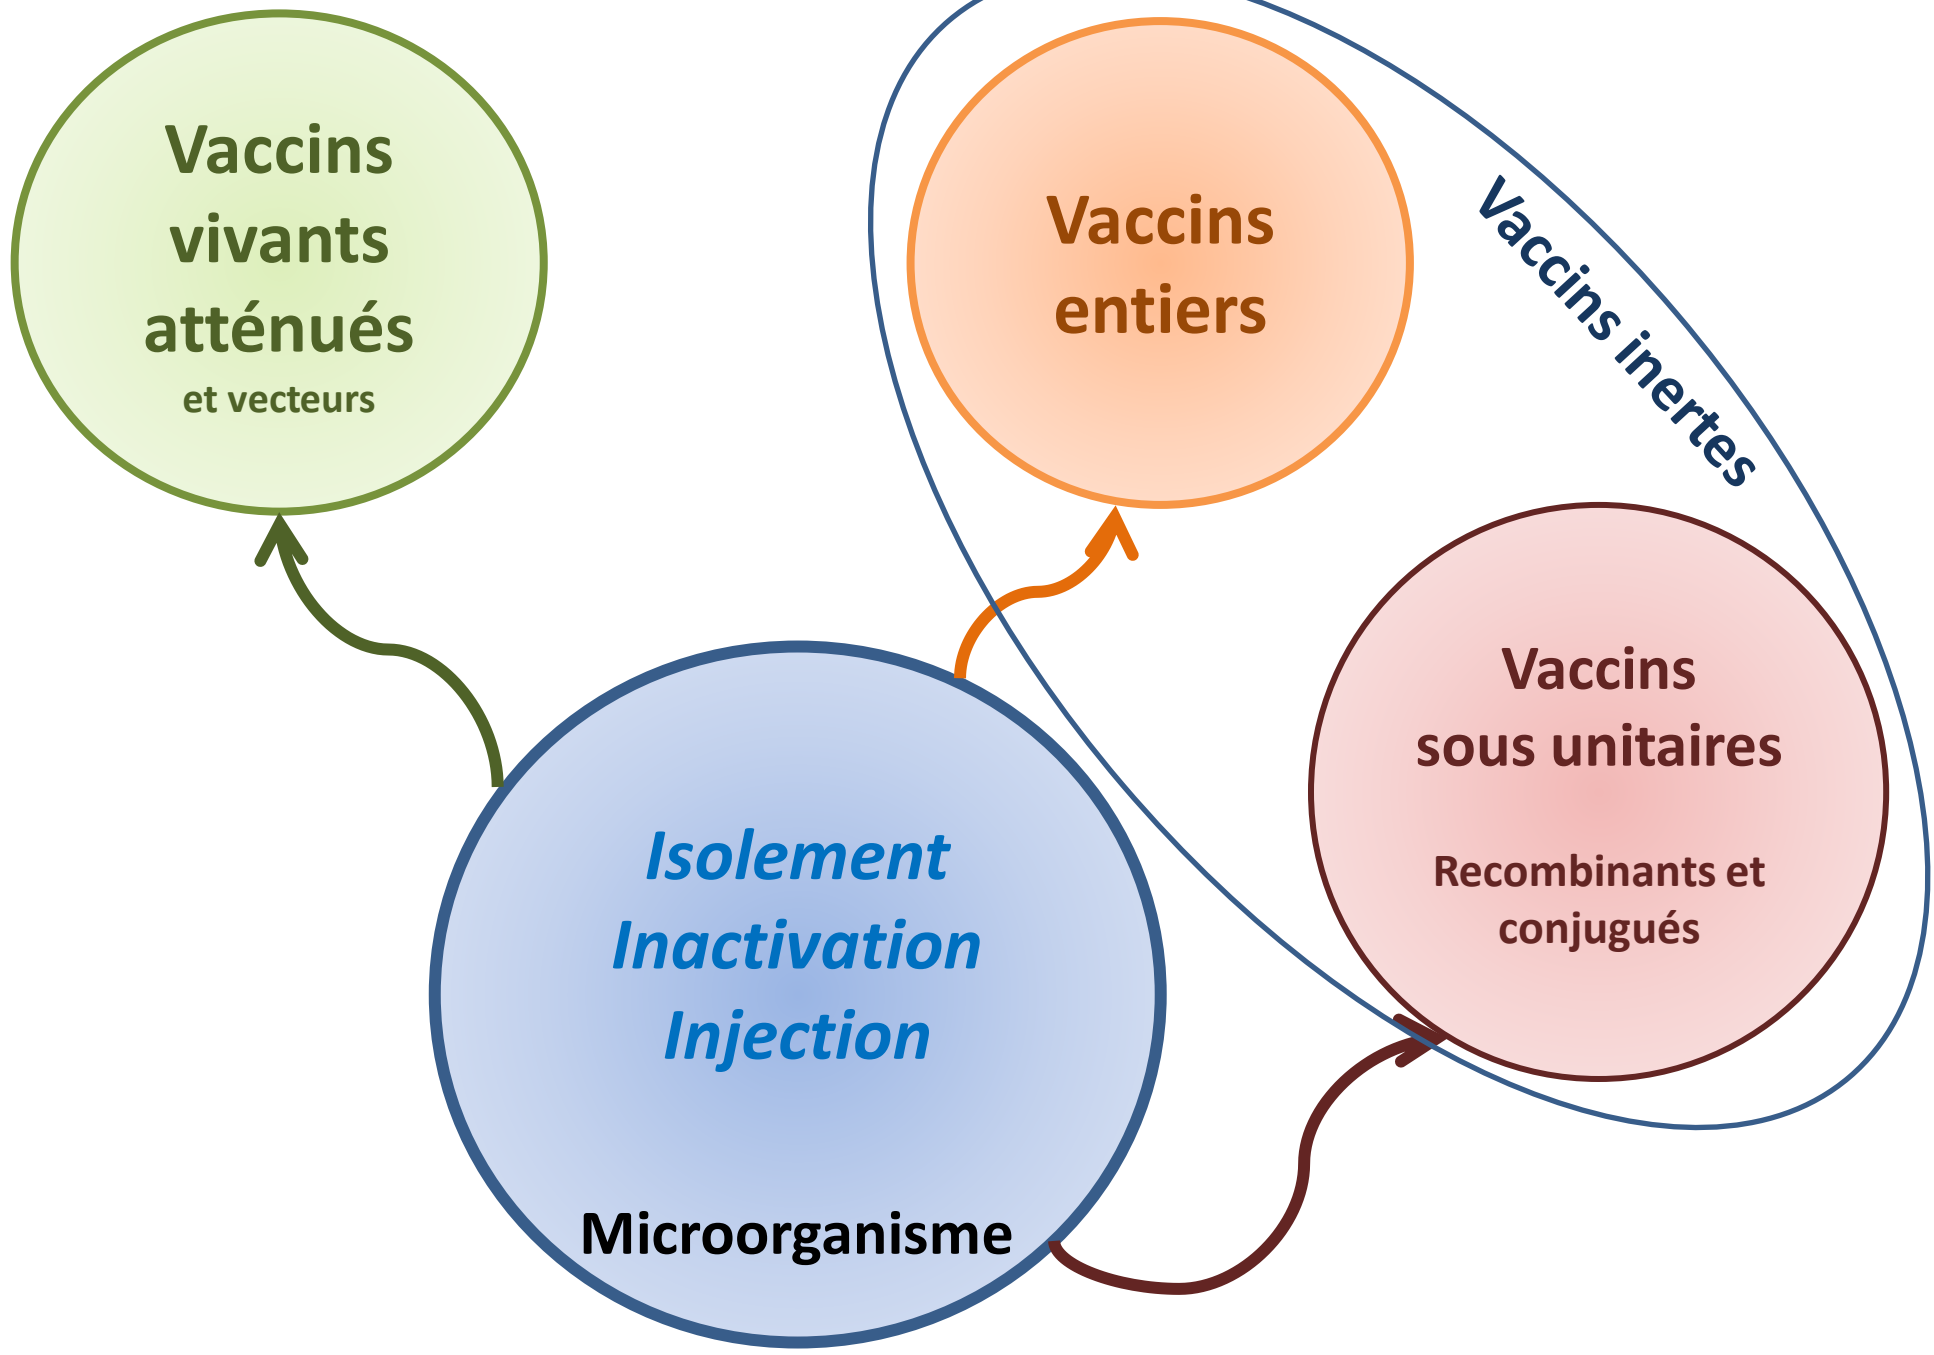 Vaccins
vivants
atténués
et vecteurs
Vaccins
entiers
Vaccins inertes
Vaccins
sous unitaires
Recombinants et
conjugués
Isolement
Inactivation
Injection
Microorganisme